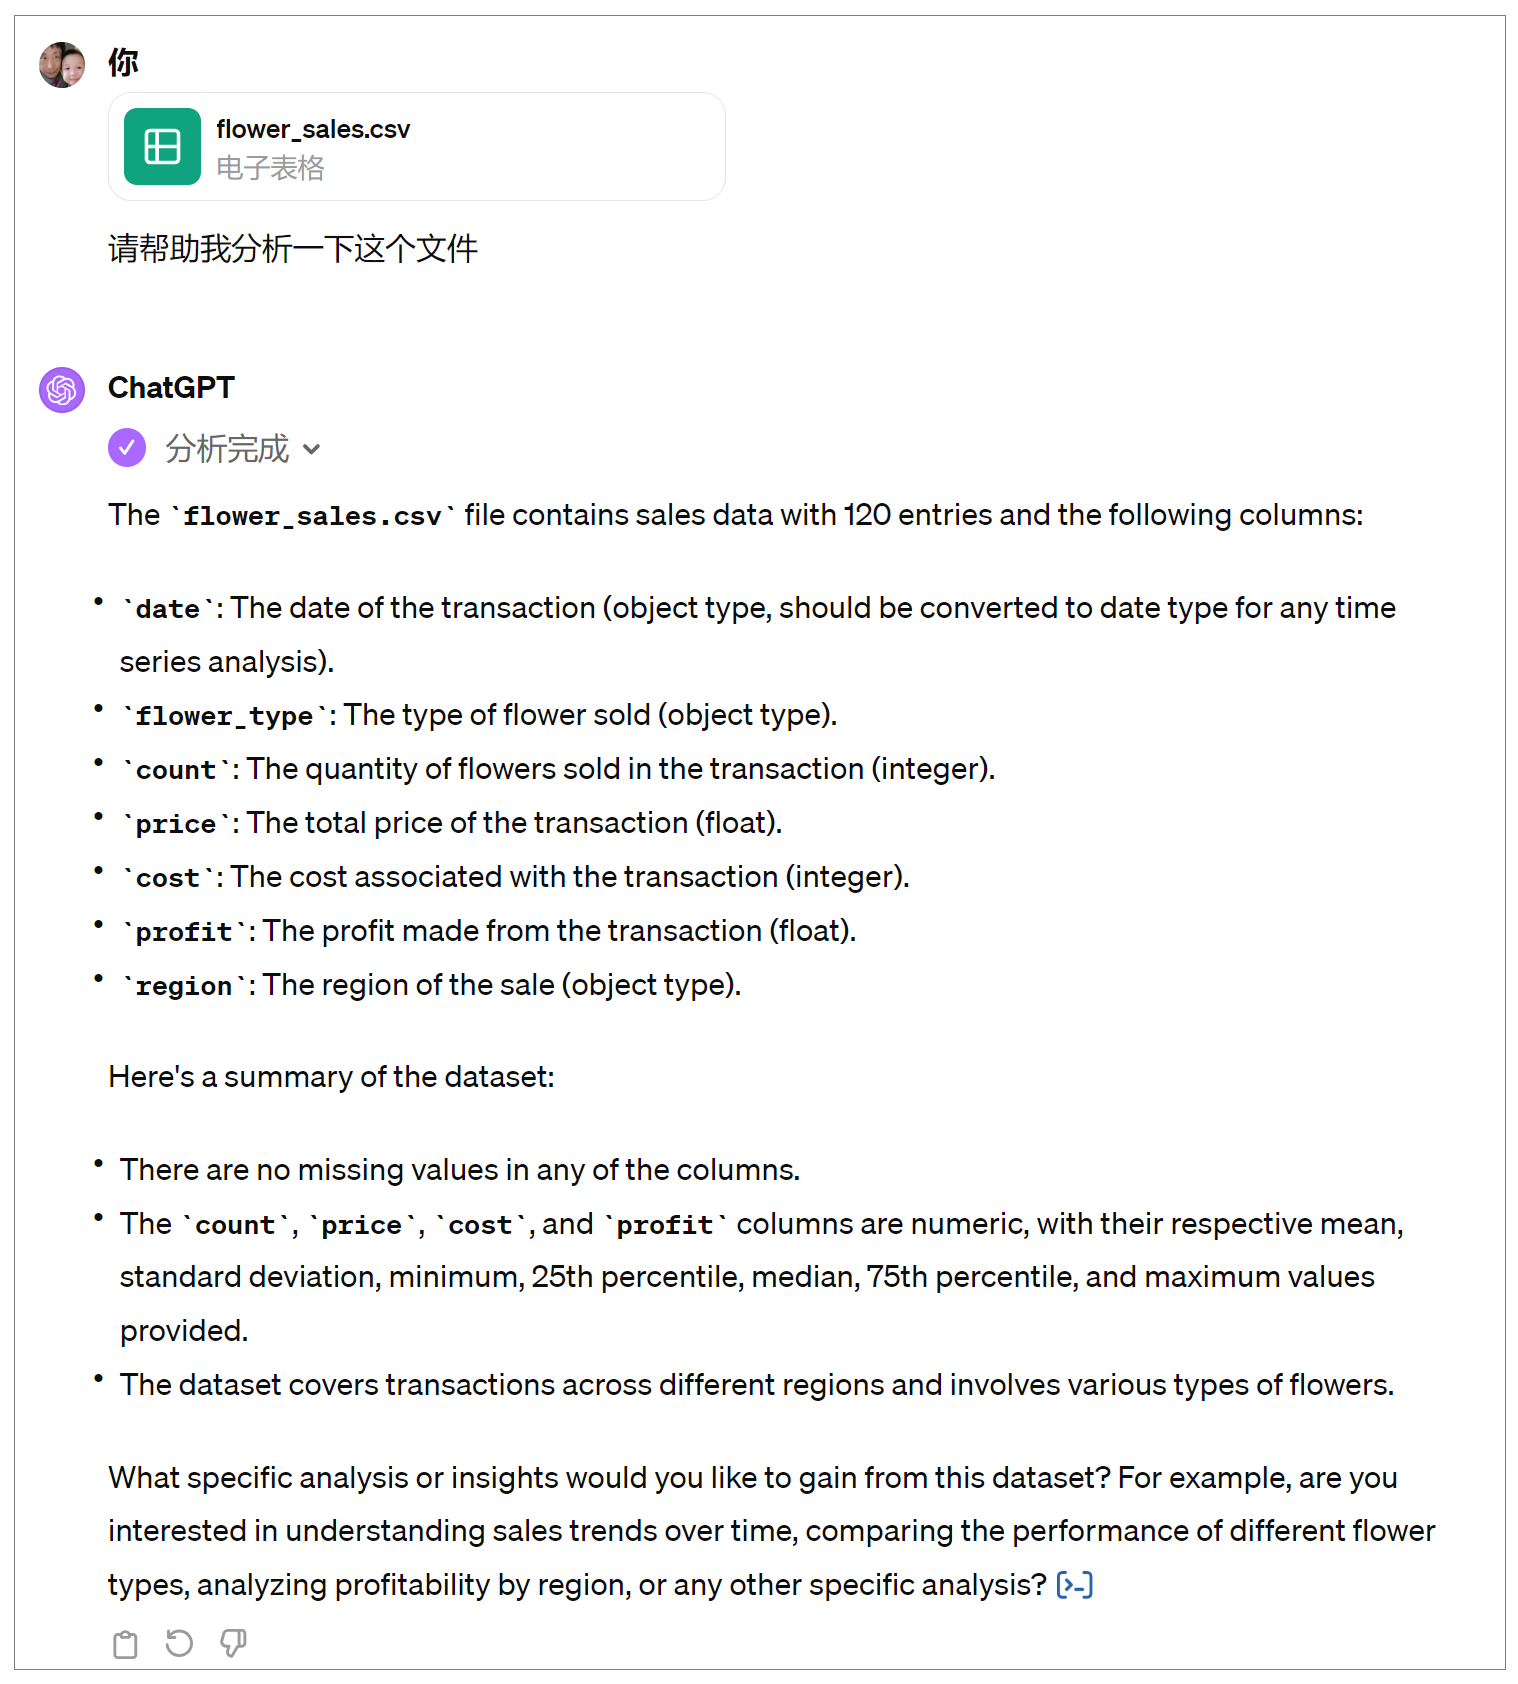 你
flower_sales.csv
电子表格
请帮助我分析一下这个文件
ChatGPT
分析完成
The `flower_sales.csv` file contains sales data with 120 entries and the following columns:
• `date`: The date of the transaction (object type, should be converted to date type for any time
series analysis).
• `flower_type`: The type of flower sold (object type).
• `count`: The quantity of flowers sold in the transaction (integer).
• `price`: The total price of the transaction (float).
• `cost`: The cost associated with the transaction (integer).
• `profit`: The profit made from the transaction (float).
• `region`: The region of the sale (object type).
Here's a summary of the dataset:
• There are no missing values in any of the columns.
• The `count`, `price`, `cost`, and `profit` columns are numeric, with their respective mean,
standard deviation, minimum, 25th percentile, median, 75th percentile, and maximum values
provided.
• The dataset covers transactions across different regions and involves various types of flowers.
What specific analysis or insights would you like to gain from this dataset? For example, are you
interested in understanding sales trends over time, comparing the performance of different flower
types, analyzing profitability by region, or any other specific analysis? [>-]